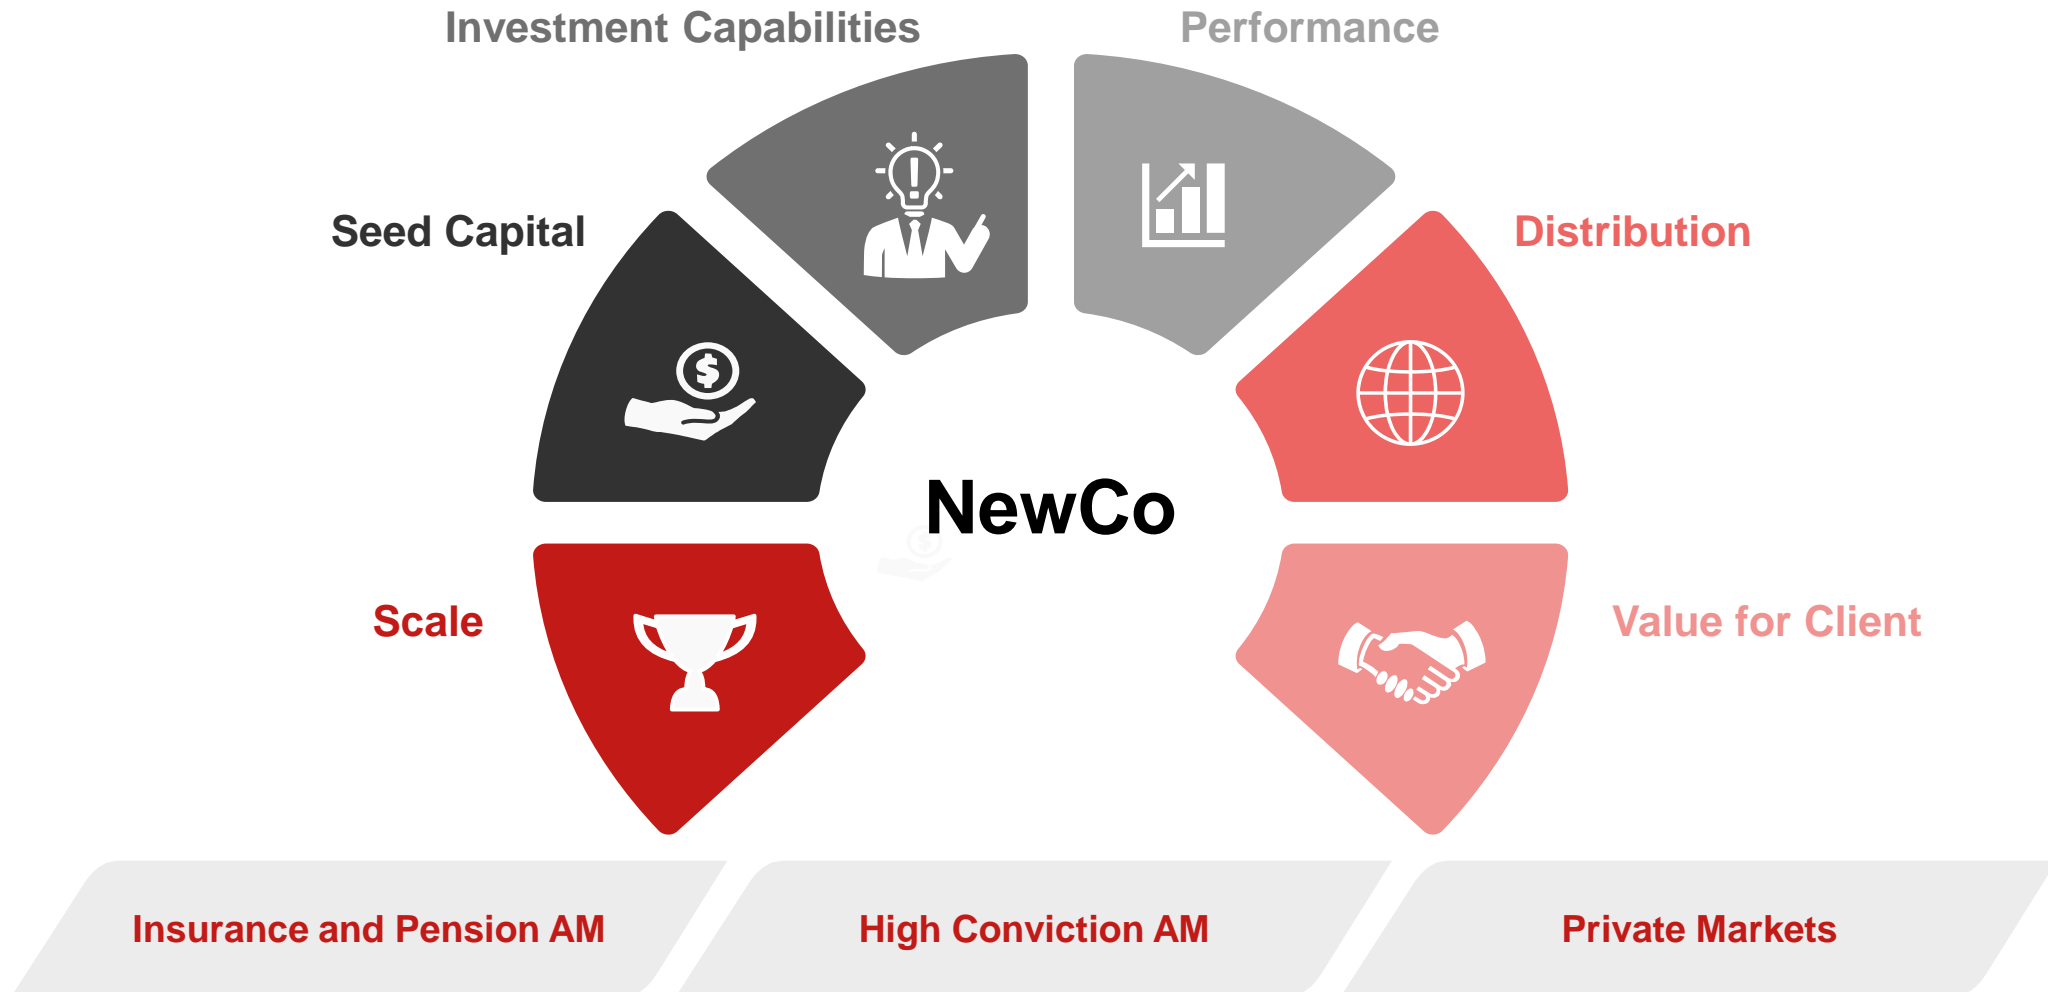 Investment Capabilities
Performance
Seed Capital
Distribution
NewCo
Scale
Value for Client
Insurance and Pension AM
High Conviction AM
Private Markets